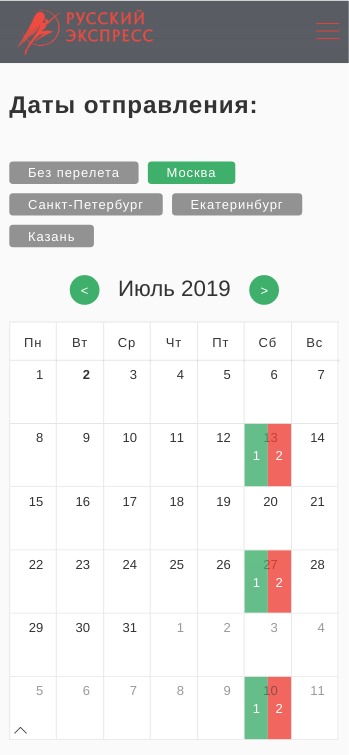 РУССКИЙ
ЭКСПРЕСС
Даты отправления:
Без перелета Москва
Санкт-Петербург Екатеринбург
Казань
< Июль 2019 >
Пн Вт Ср Чт Пт Сб Вс
1 2 3 4 5 6 7
8 9 10 11 12 13 14
1 2
15 16 17 18 19 20 21
22 23 24 25 26 27 28
1 2
29 30 31 1 2 3 4
5 6 7 8 9 10 11
1 2